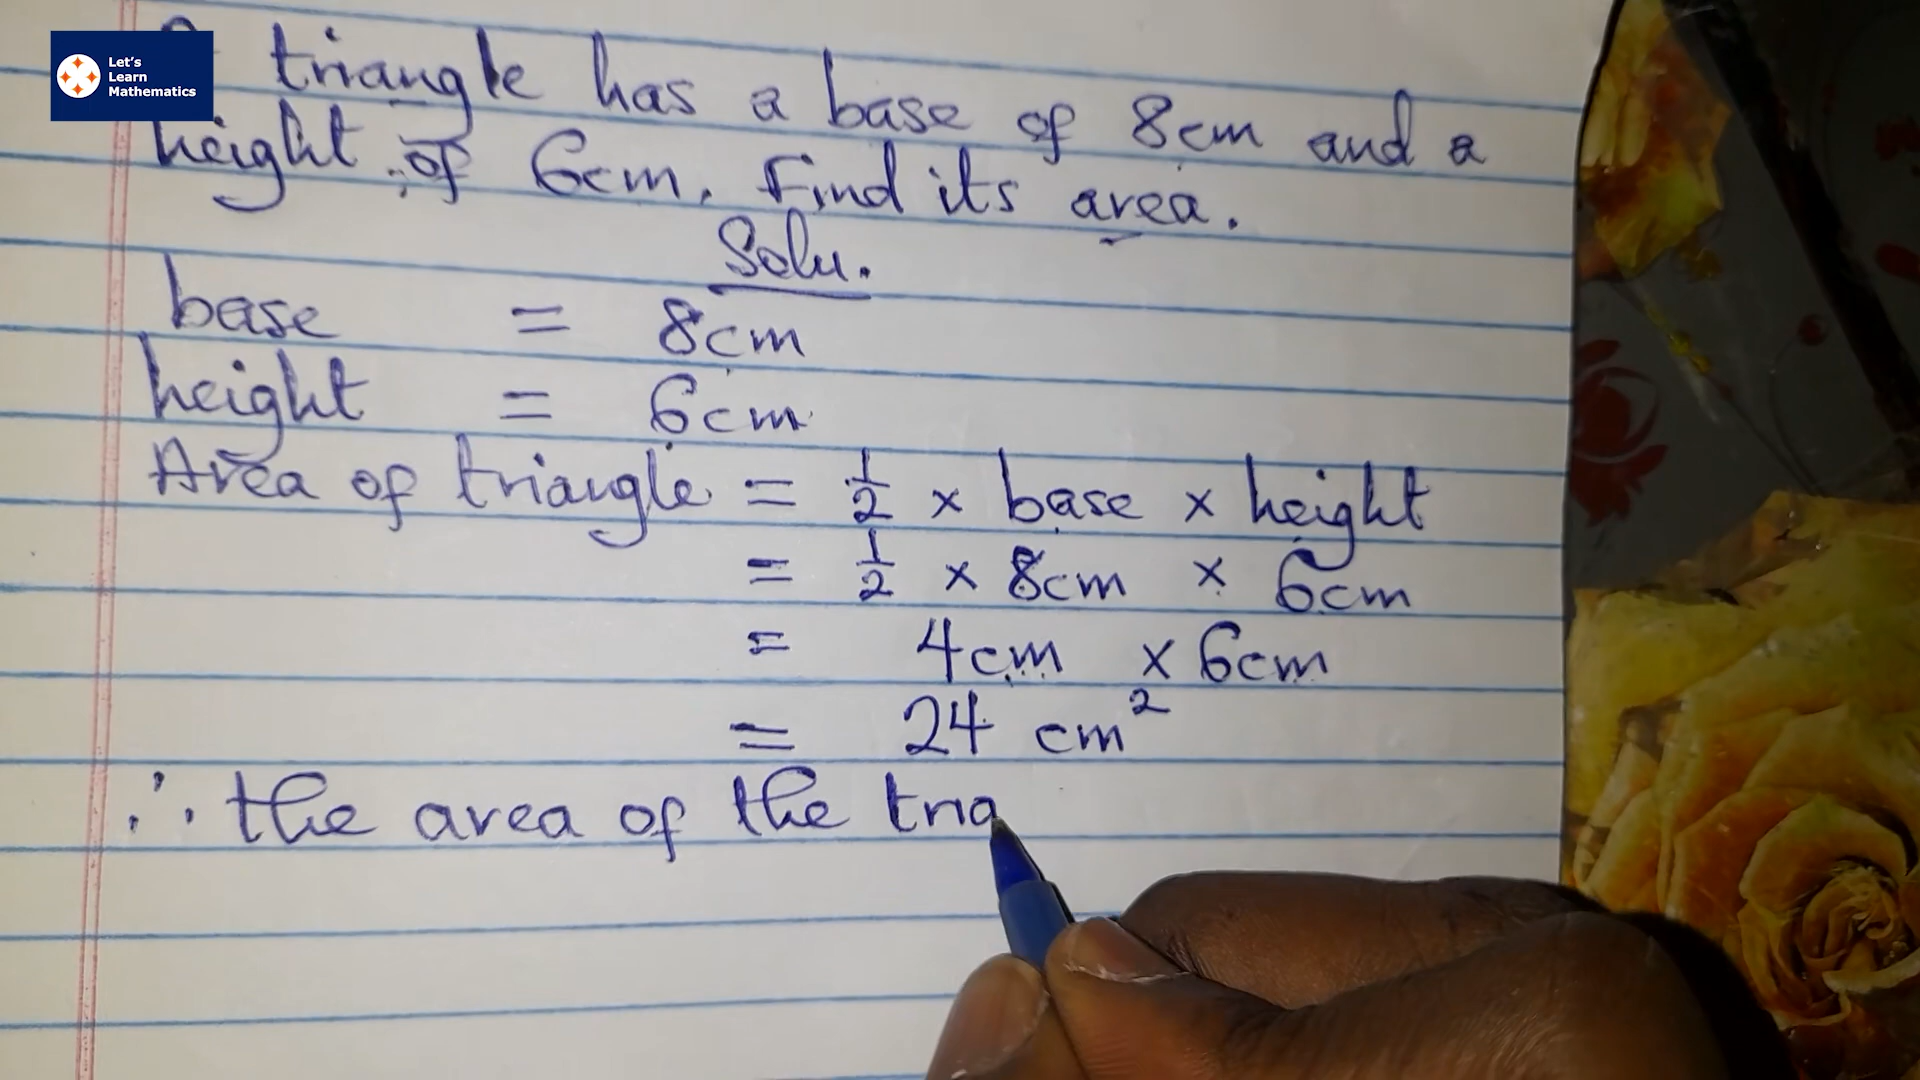 Let's
Learn
Mathematics
triangle has a base of 8cm and a
height of 6cm. Find its area.
Solu.
base = 8cm
height = 6cm
Area of triangle = 1/2 × base × height
= 1/2 × 8cm × 6cm
= 4cm × 6cm
= 24 cm²
∴ the area of the tria